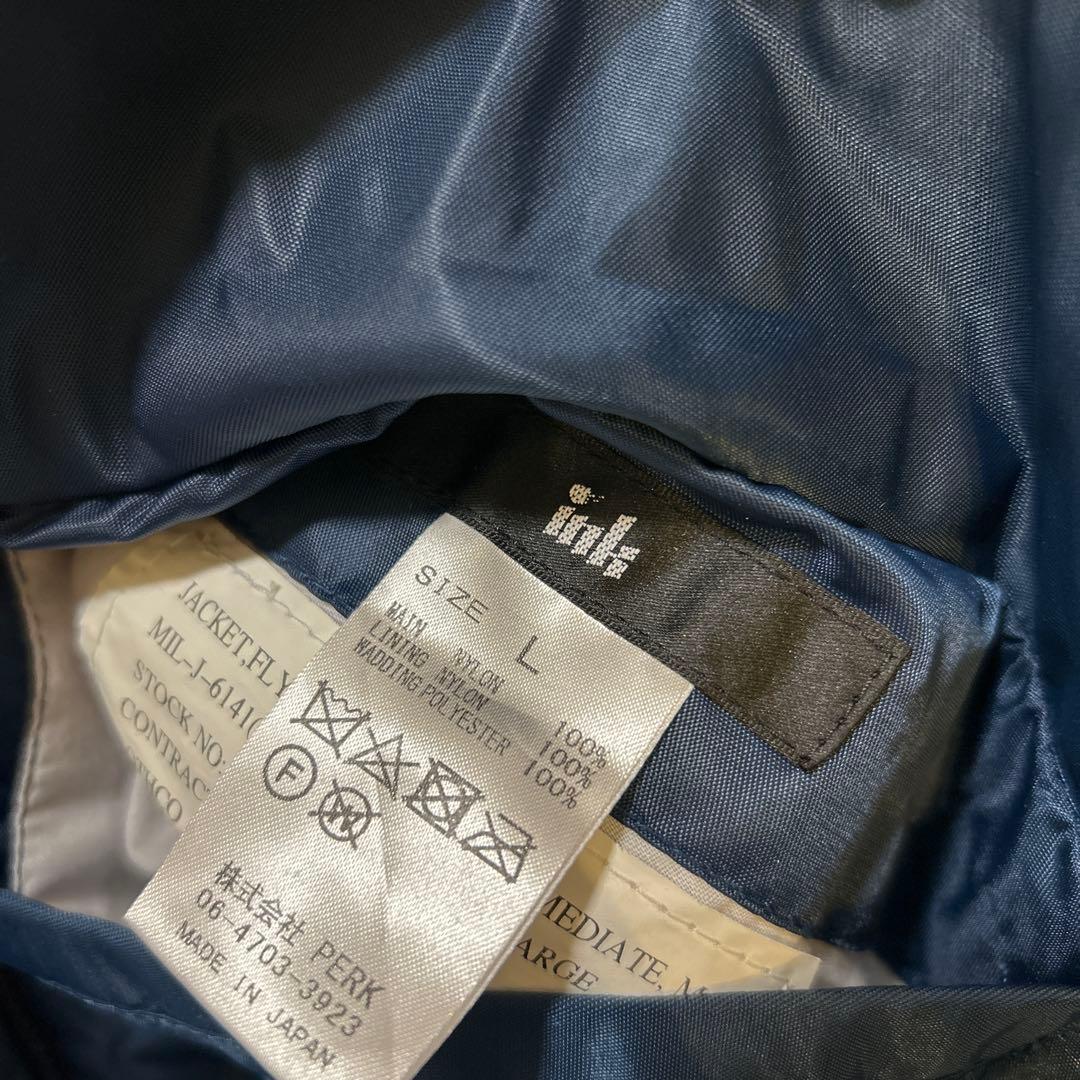 ink
SIZE L
MAIN NYLON 100%
LINING NYLON 100%
WADDING POLYESTER 100%
F
W
株式会社 PERK
06-4703-3923
MADE IN JAPAN
JACKET, FLY
MIL-J-6141
STOCK NO.
CONTRAC
MEDIATE, M
ARGE